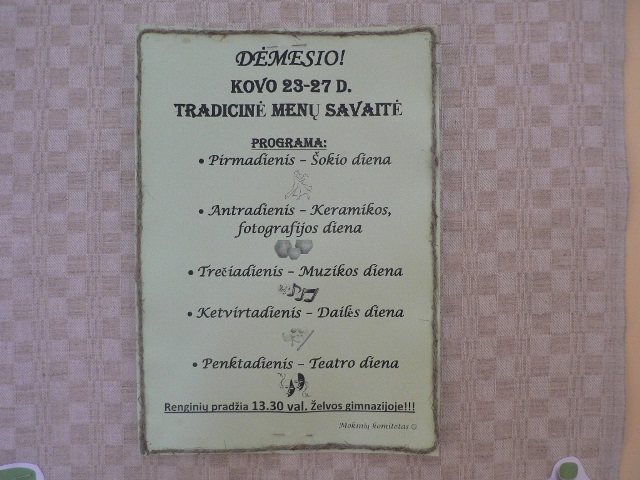 DĖMESIO!
KOVO 23-27 D.
TRADICINĖ MENŲ SAVAITĖ
PROGRAMA:
• Pirmadienis – Šokio diena
• Antradienis – Keramikos,
fotografijos diena
• Trečiadienis – Muzikos diena
• Ketvirtadienis – Dailės diena
• Penktadienis – Teatro diena
Renginių pradžia 13.30 val. Želvos gimnazijoje!!!
Mokinių komitetas ☺